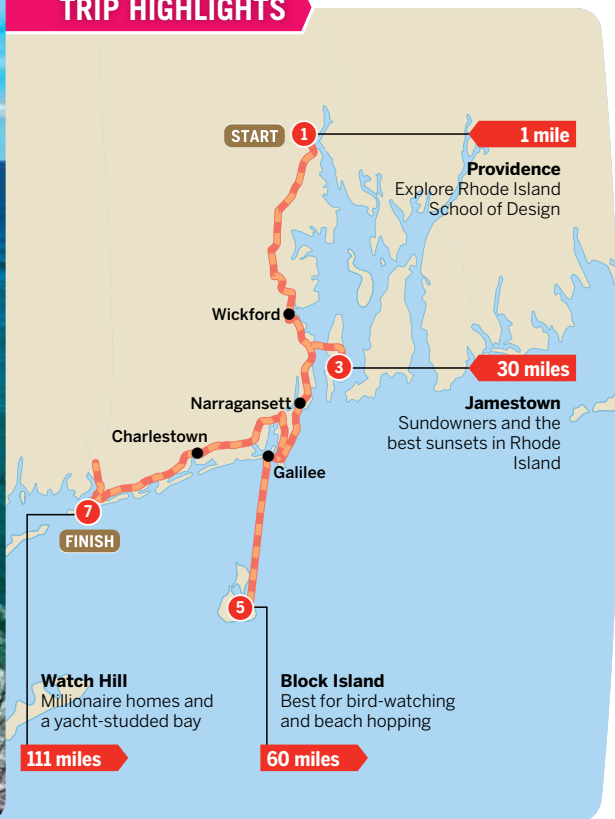 TRIP HIGHLIGHTS
START
1
1 mile
Providence
Explore Rhode Island
School of Design
Wickford
3
30 miles
Jamestown
Sundowners and the
best sunsets in Rhode
Island
Narragansett
Charlestown
Galilee
7
FINISH
5
Watch Hill
Millionaire homes and
a yacht-studded bay
111 miles
Block Island
Best for bird-watching
and beach hopping
60 miles